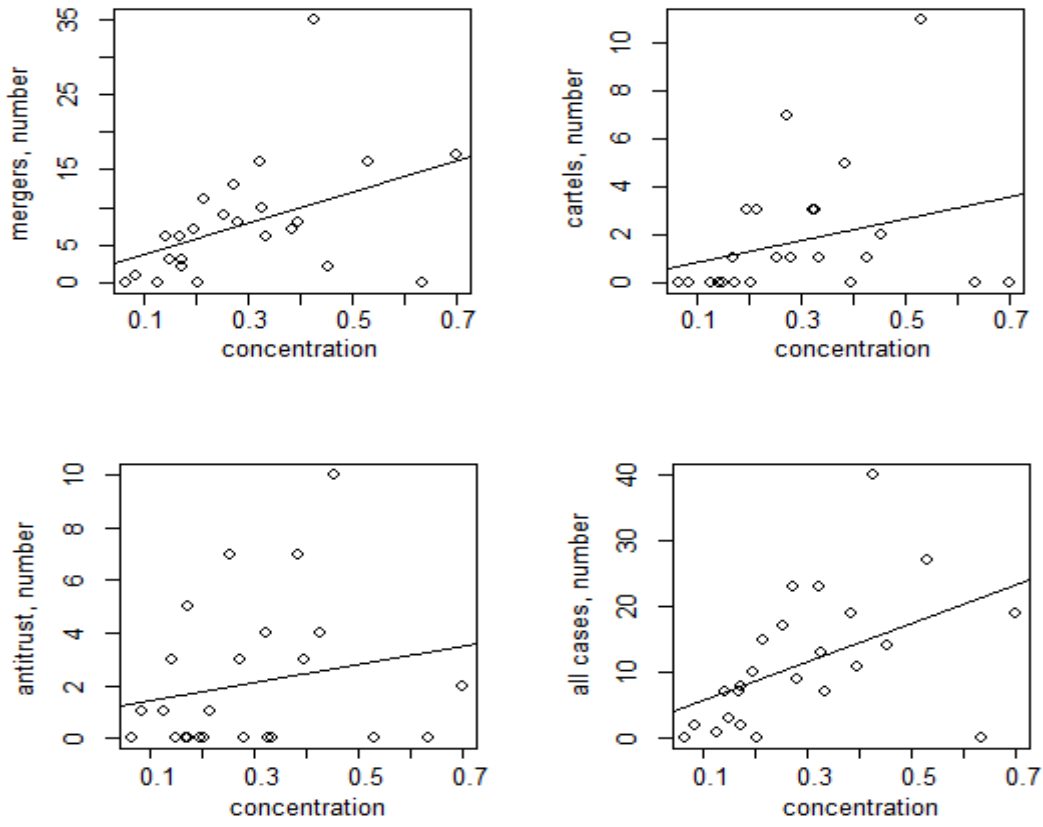 mergers, number
0 5 15 25 35
0.1 0.3 0.5 0.7
concentration
cartels, number
0 2 4 6 8 10
0.1 0.3 0.5 0.7
concentration
antitrust, number
0 2 4 6 8 10
0.1 0.3 0.5 0.7
concentration
all cases, number
0 10 20 30 40
0.1 0.3 0.5 0.7
concentration